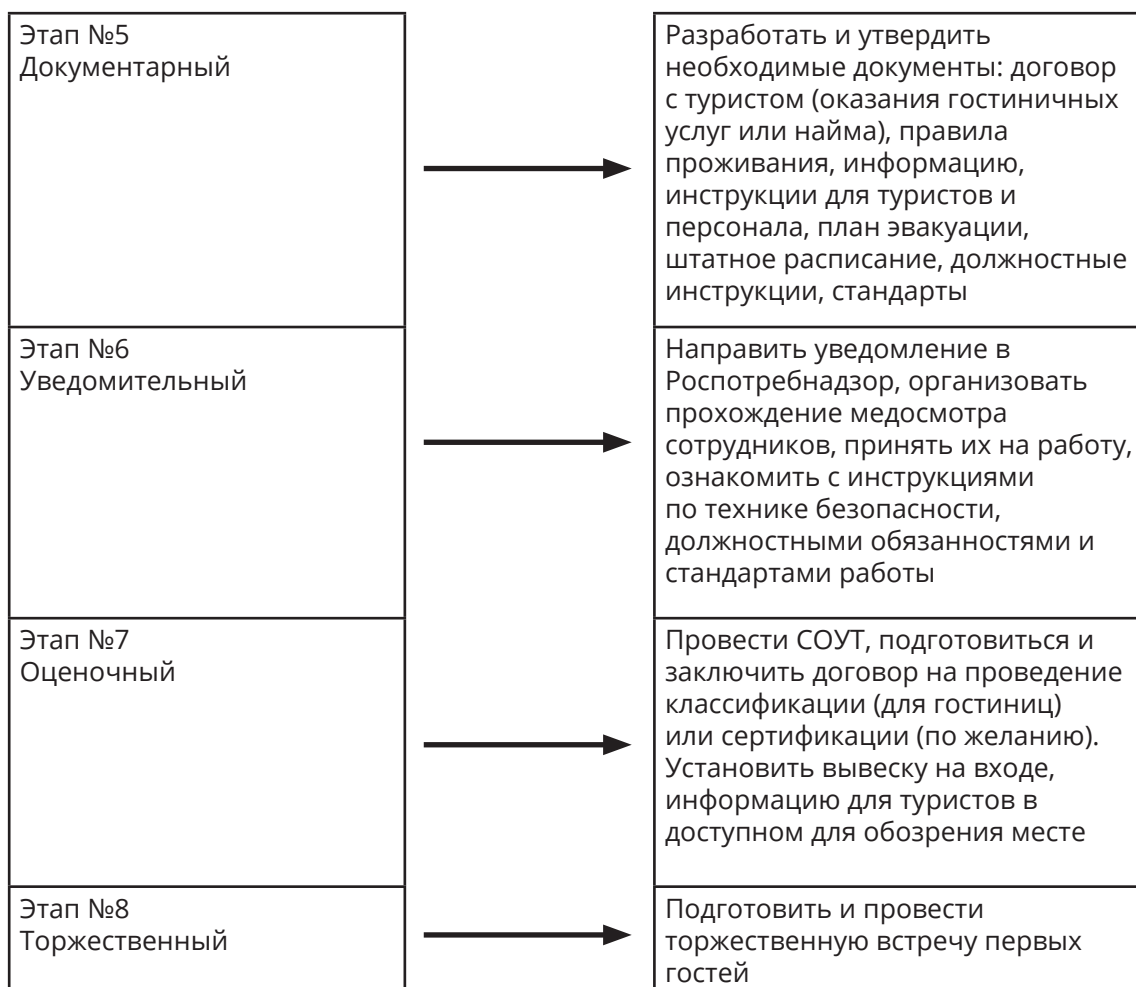 Этап №5
Документарный
Разработать и утвердить
необходимые документы: договор
с туристом (оказания гостиничных
услуг или найма), правила
проживания, информацию,
инструкции для туристов и
персонала, план эвакуации,
штатное расписание, должностные
инструкции, стандарты
Этап №6
Уведомительный
Направить уведомление в
Роспотребнадзор, организовать
прохождение медосмотра
сотрудников, принять их на работу,
ознакомить с инструкциями
по технике безопасности,
должностными обязанностями и
стандартами работы
Этап №7
Оценочный
Провести СОУТ, подготовиться и
заключить договор на проведение
классификации (для гостиниц)
или сертификации (по желанию).
Установить вывеску на входе,
информацию для туристов в
доступном для обозрения месте
Этап №8
Торжественный
Подготовить и провести
торжественную встречу первых
гостей